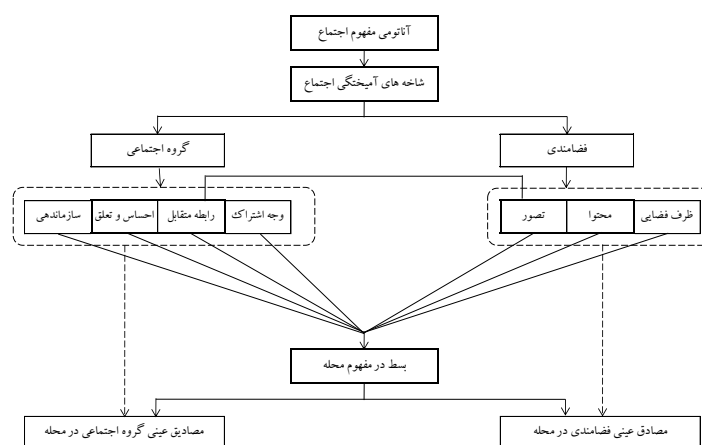 آناتومی مفهوم اجتماع
شاخه های آمیختگی اجتماع
فضامندی
گروه اجتماعی
ظرف فضایی
محتوا
تصور
وجه اشتراک
رابطه متقابل
احساس و تعلق
سازماندهی
بسط در مفهوم محله
مصادق عینی فضامندی در محله
مصادیق عینی گروه اجتماعی در محله